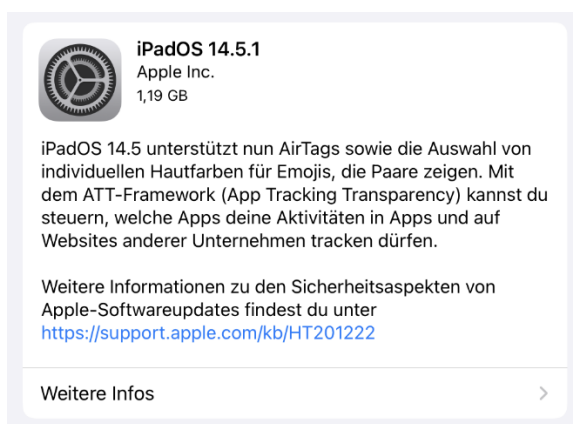 iPadOS 14.5.1
Apple Inc.
1,19 GB
iPadOS 14.5 unterstützt nun AirTags sowie die Auswahl von
individuellen Hautfarben für Emojis, die Paare zeigen. Mit
dem ATT-Framework (App Tracking Transparency) kannst du
steuern, welche Apps deine Aktivitäten in Apps und auf
Websites anderer Unternehmen tracken dürfen.
Weitere Informationen zu den Sicherheitsaspekten von
Apple-Softwareupdates findest du unter
https://support.apple.com/kb/HT201222
Weitere Infos